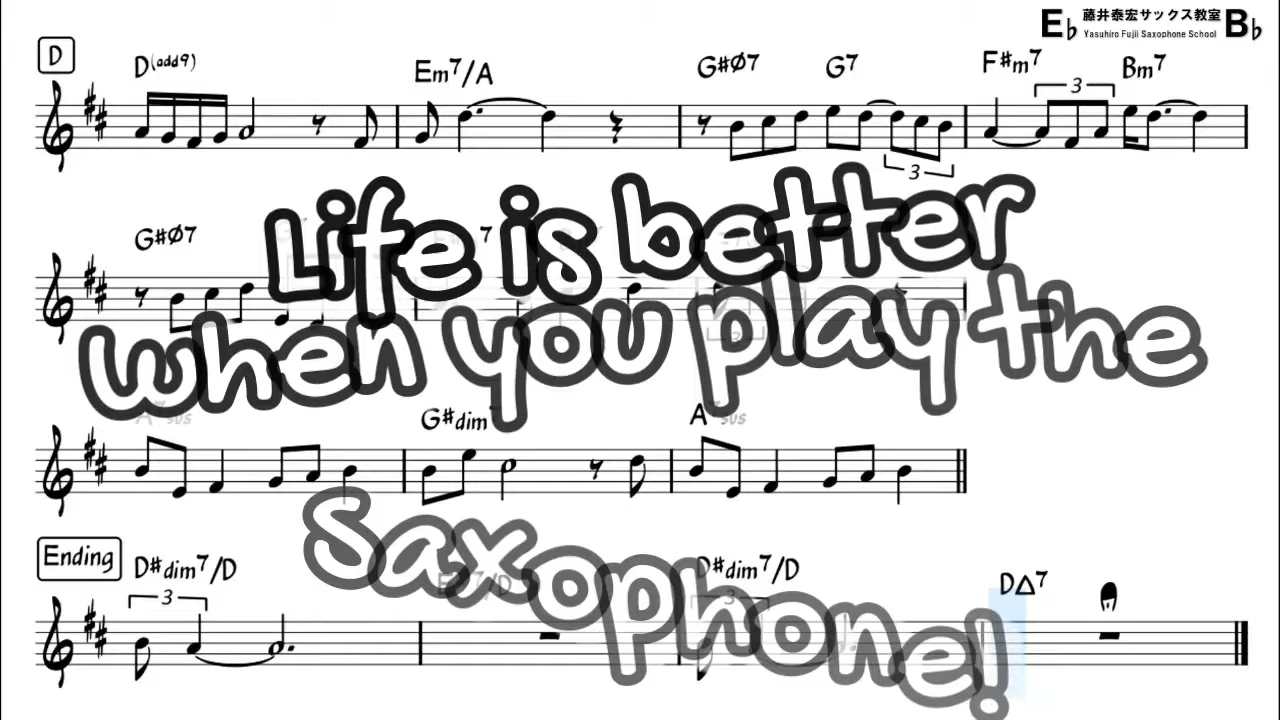 E♭ 藤井泰宏サックス教室 B♭
Yasuhiro Fujii Saxophone School
D
D(add9) Em7/A G#Ø7 G7 F#m7 Bm7
3 3
G#Ø7
Life is better
when you play the
A7sus G#dim7 A7sus
Saxophone!
Ending
D#dim7/D D#dim7/D D△7
3 3